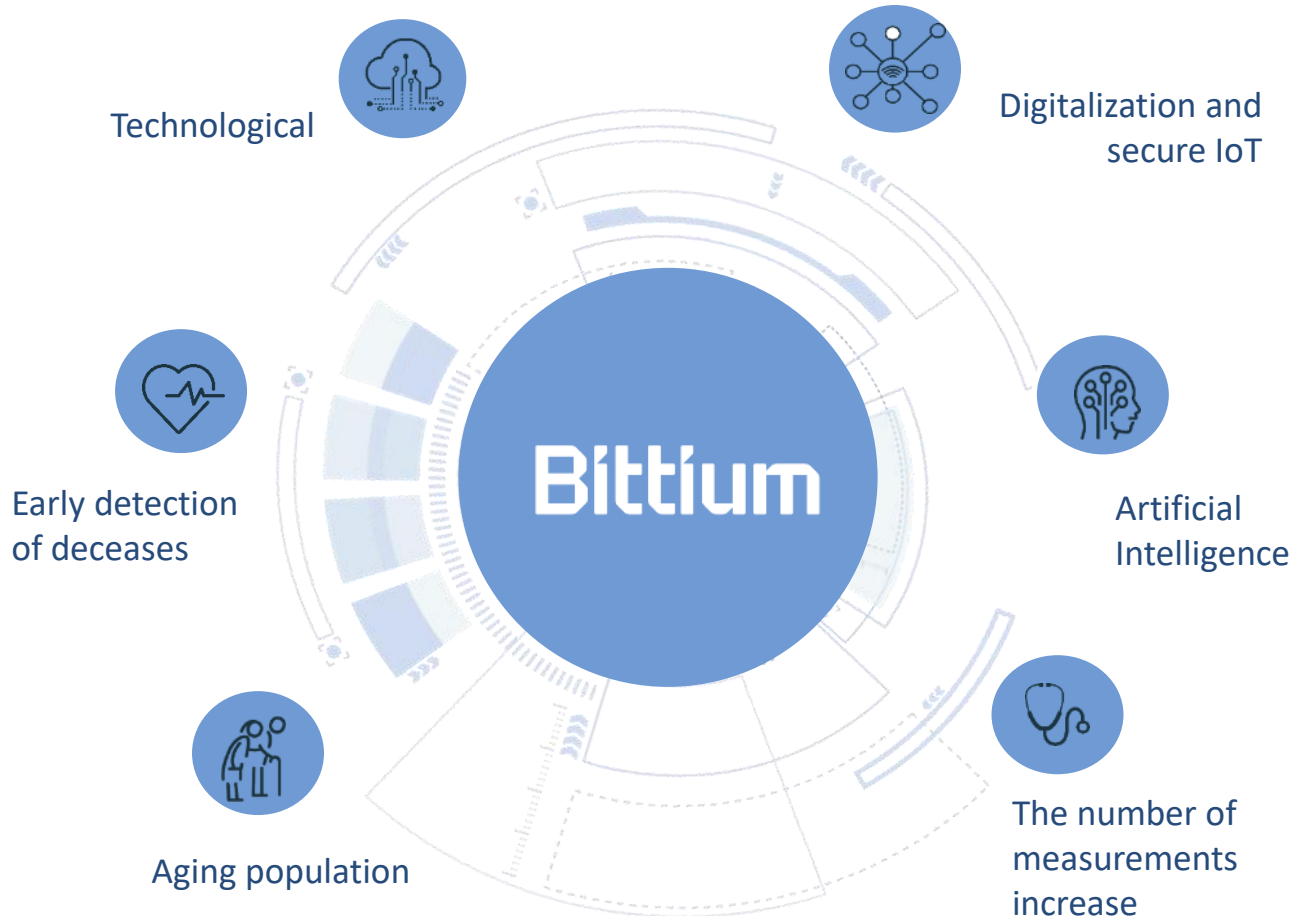 Technological
Digitalization and
secure IoT
Early detection
of deceases
Bittium
Artificial
Intelligence
Aging population
The number of
measurements
increase